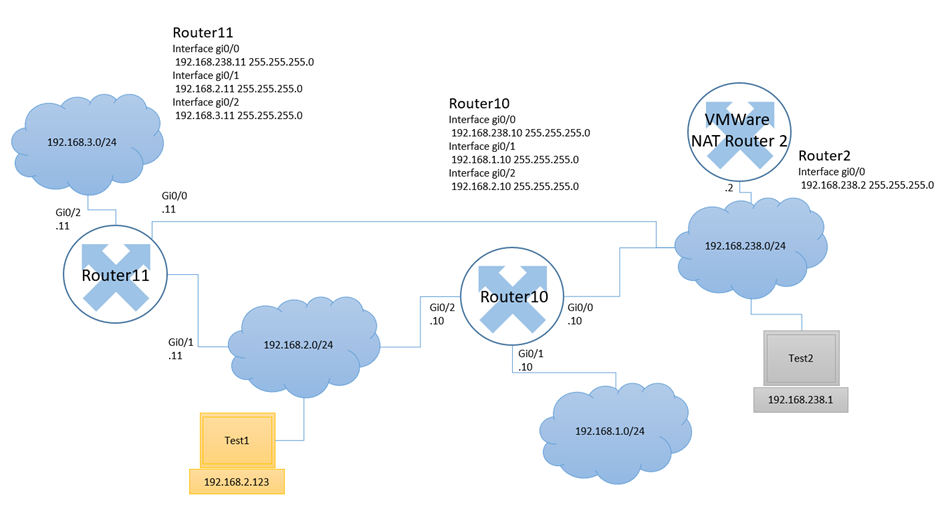 Router11
Interface gi0/0
192.168.238.11 255.255.255.0
Interface gi0/1
192.168.2.11 255.255.255.0
Interface gi0/2
192.168.3.11 255.255.255.0
192.168.3.0/24
Router10
Interface gi0/0
192.168.238.10 255.255.255.0
Interface gi0/1
192.168.1.10 255.255.255.0
Interface gi0/2
192.168.2.10 255.255.255.0
VMWare
NAT Router 2
Router2
Interface gi0/0
192.168.238.2 255.255.255.0
.2
Gi0/0
.11
Gi0/2
.11
Router11
192.168.238.0/24
Router10
Gi0/2
.10
Gi0/0
.10
Gi0/1
.11
192.168.2.0/24
Gi0/1
.10
Test2
192.168.238.1
192.168.1.0/24
Test1
192.168.2.123